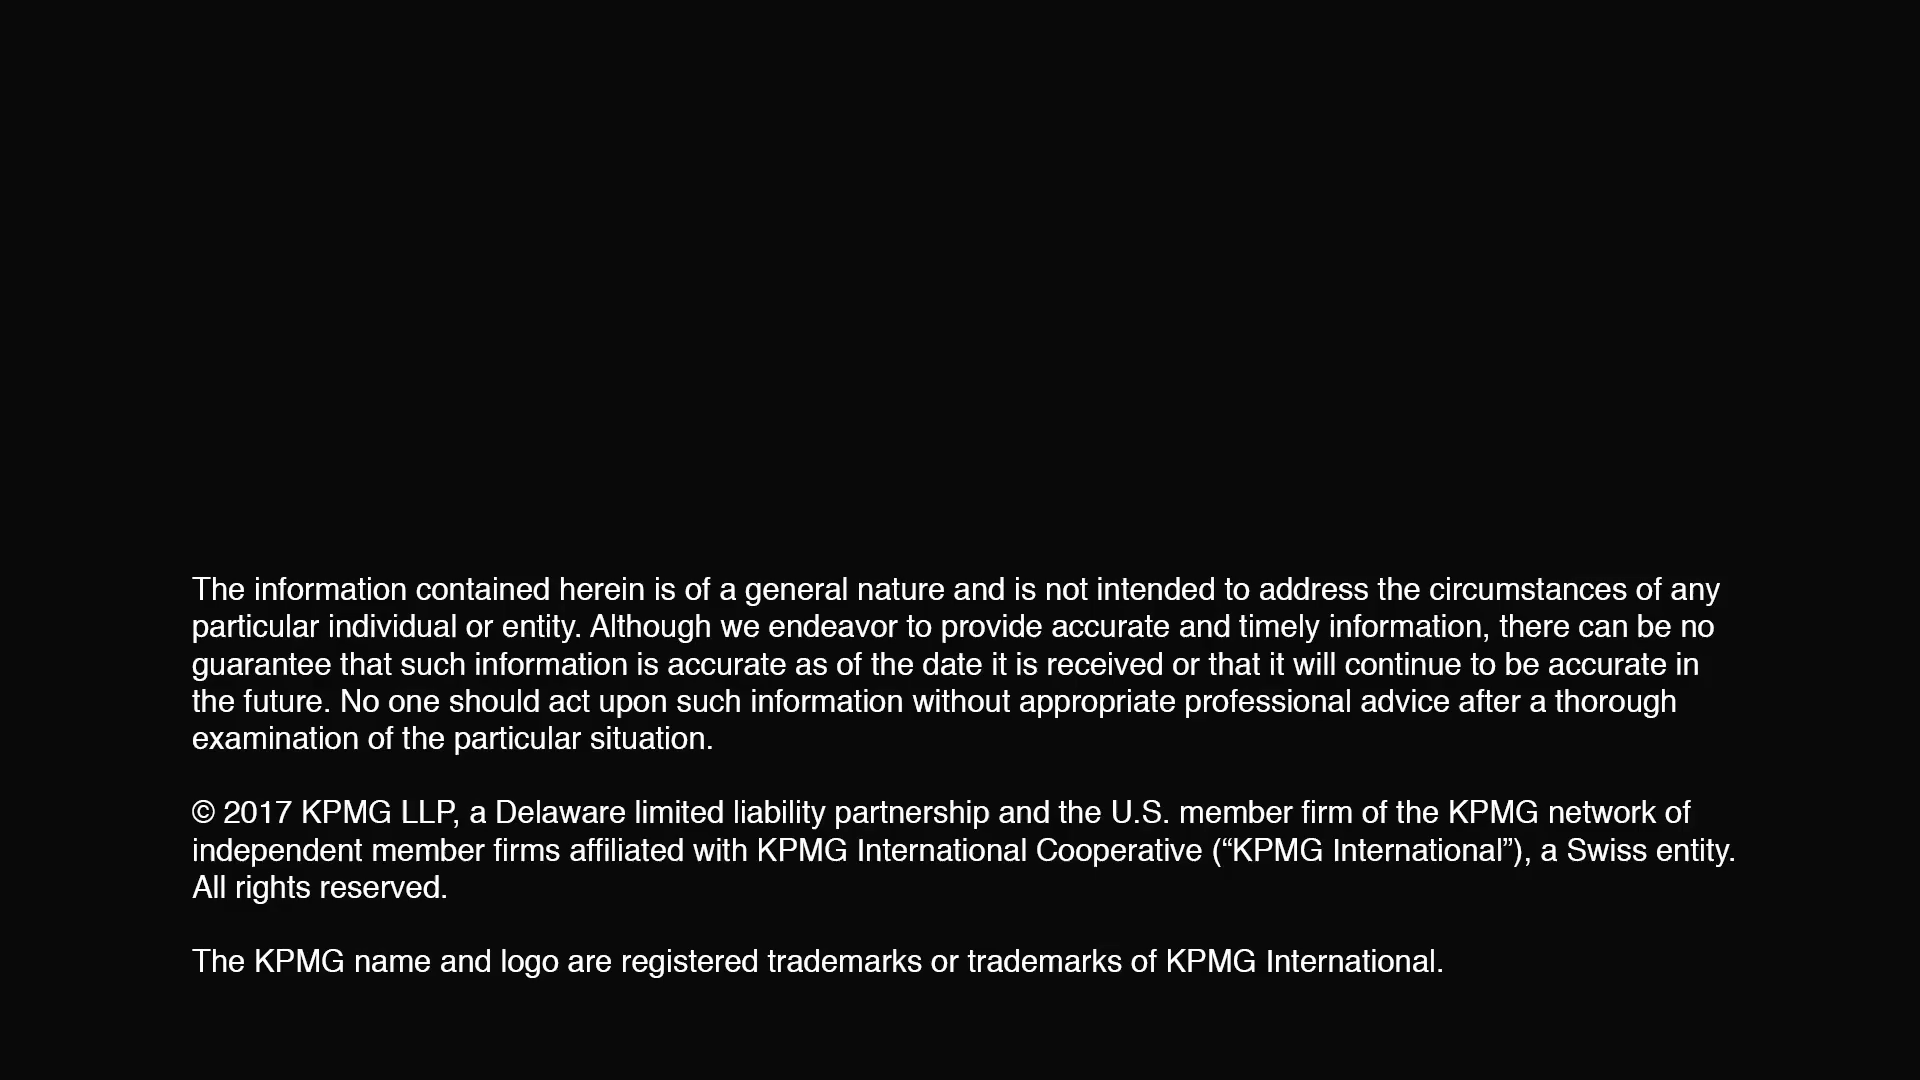 The information contained herein is of a general nature and is not intended to address the circumstances of any
particular individual or entity. Although we endeavor to provide accurate and timely information, there can be no
guarantee that such information is accurate as of the date it is received or that it will continue to be accurate in
the future. No one should act upon such information without appropriate professional advice after a thorough
examination of the particular situation.
© 2017 KPMG LLP, a Delaware limited liability partnership and the U.S. member firm of the KPMG network of
independent member firms affiliated with KPMG International Cooperative (“KPMG International”), a Swiss entity.
All rights reserved.
The KPMG name and logo are registered trademarks or trademarks of KPMG International.